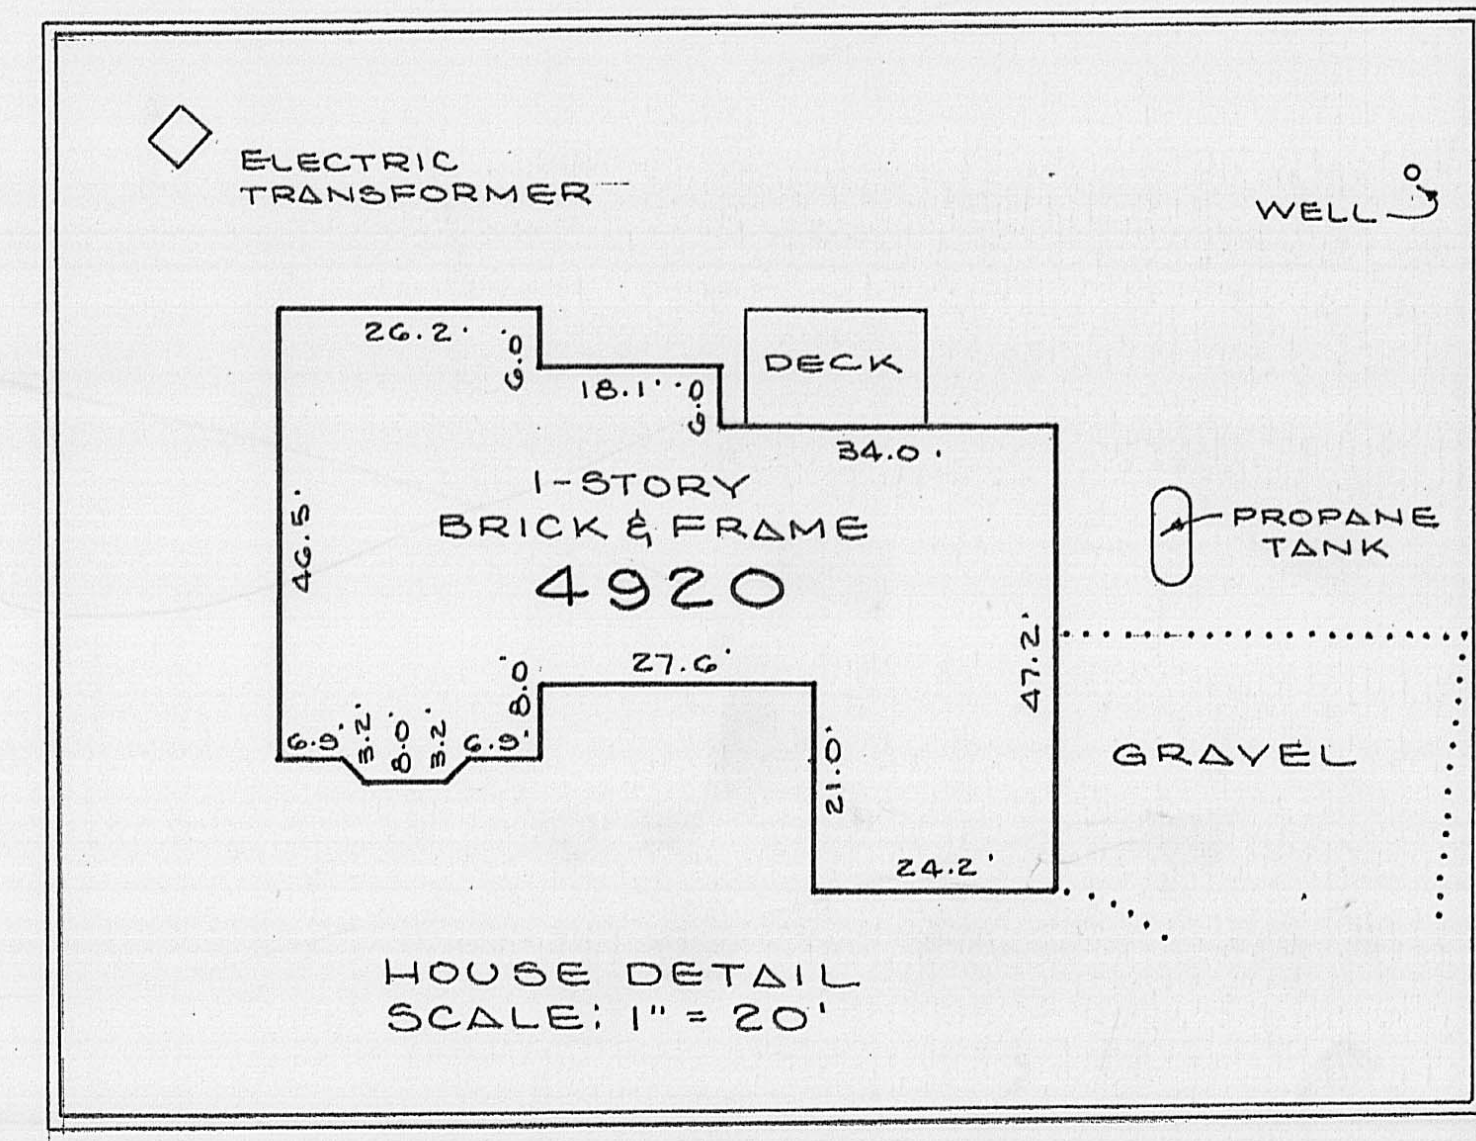 ELECTRIC
TRANSFORMER
WELL
26.2'
6.0'
18.1'
6.0'
DECK
34.0'
1-STORY
BRICK & FRAME
4920
46.5'
PROPANE
TANK
47.2'
27.6'
8.0'
6.9'
3.2'
8.0'
3.2'
6.9'
21.0'
GRAVEL
24.2'
HOUSE DETAIL
SCALE: 1" = 20'